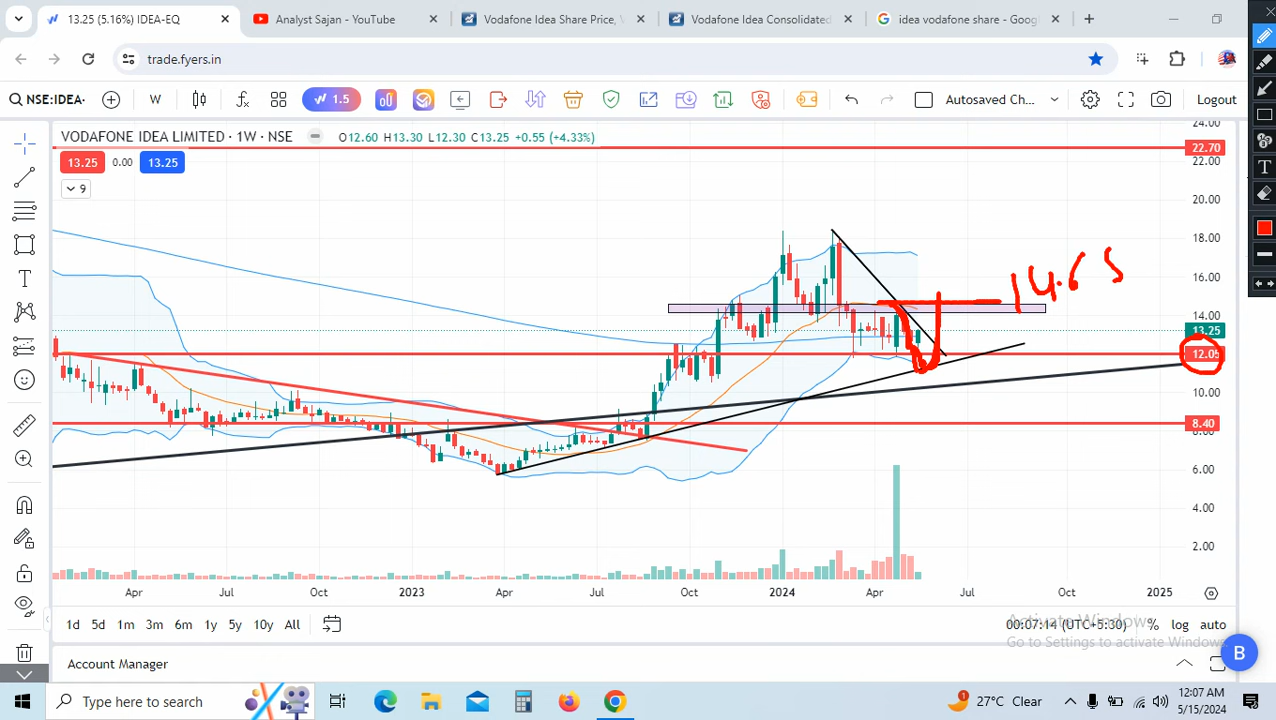 13.25 (5.16%) IDEA-EQ
Analyst Sajan - YouTube
Vodafone Idea Share Price, V
Vodafone Idea Consolidated
idea vodafone share - Goog
trade.fyers.in
NSE:IDEA-
W
1.5
Autosaved Ch...
Logout
VODAFONE IDEA LIMITED · 1W · NSE
O12.60 H13.30 L12.30 C13.25 +0.55 (+4.33%)
13.25 0.00 13.25
9
24.00
22.70
22.00
20.00
18.00
16.00
14.65
14.00
13.25
12.05
10.00
8.40
8.00
6.00
4.00
2.00
Apr Jul Oct 2023 Apr Jul Oct 2024 Apr Jul Oct 2025
1d 5d 1m 3m 6m 1y 5y 10y All
00:07:14 (UTC+5:30) % log auto
Activate Windows
Go to Settings to activate Windows.
B
Account Manager
Type here to search
1
27°C Clear
12:07 AM
5/15/2024